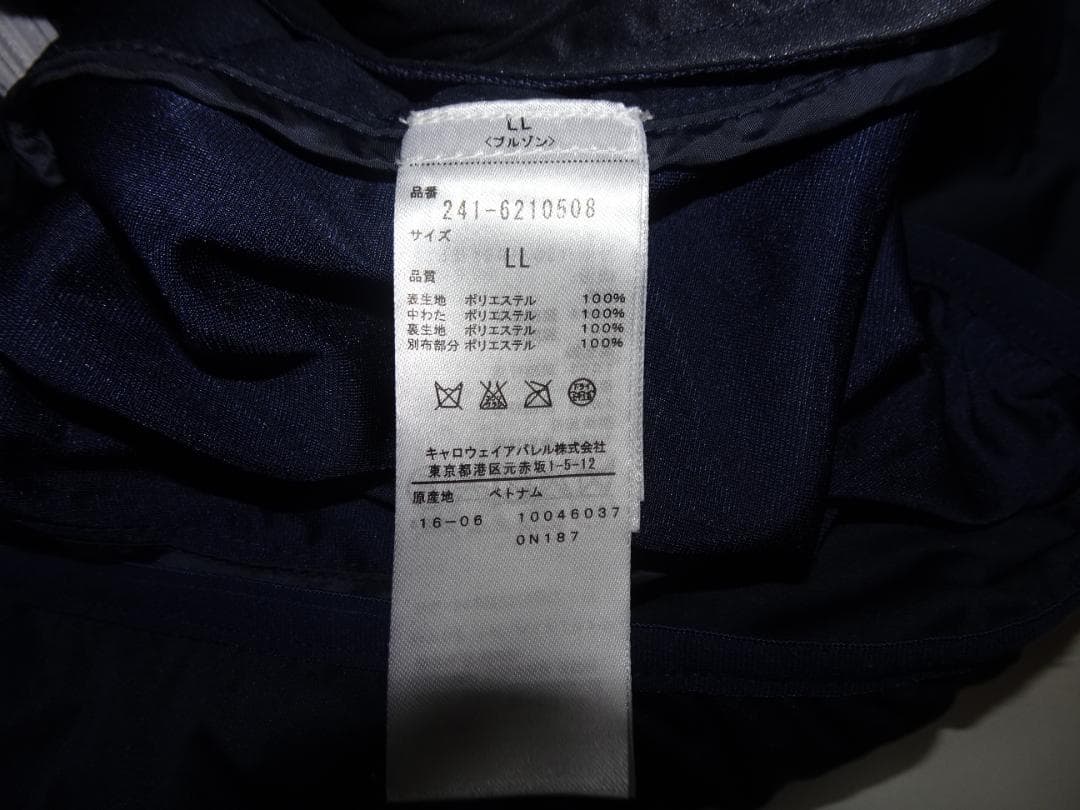 LL
<ブルゾン>
品番
241-6210508
サイズ
LL
品質
表生地 ポリエステル 100%
中わた ポリエステル 100%
裏生地 ポリエステル 100%
別布部分 ポリエステル 100%
キャロウェイアパレル株式会社
東京都港区元赤坂1-5-12
原産地 ベトナム
16-06 10046037
0N187